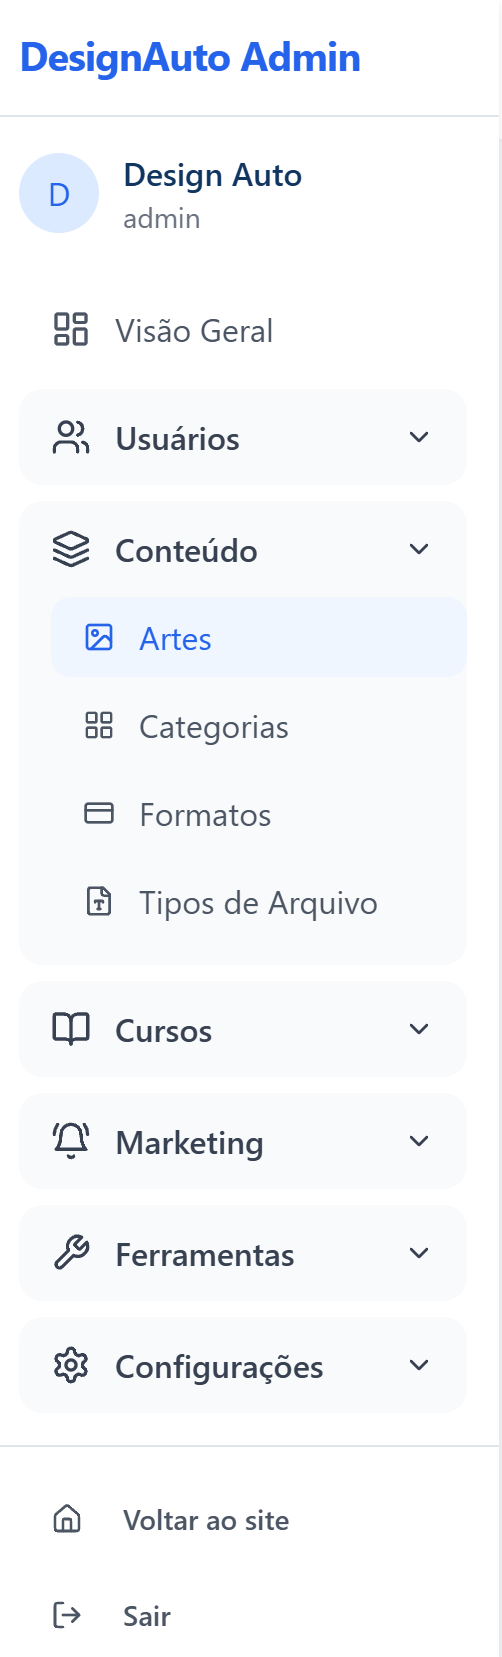 DesignAuto Admin
D
Design Auto
admin
Visão Geral
Usuários
Conteúdo
Artes
Categorias
Formatos
Tipos de Arquivo
Cursos
Marketing
Ferramentas
Configurações
Voltar ao site
Sair